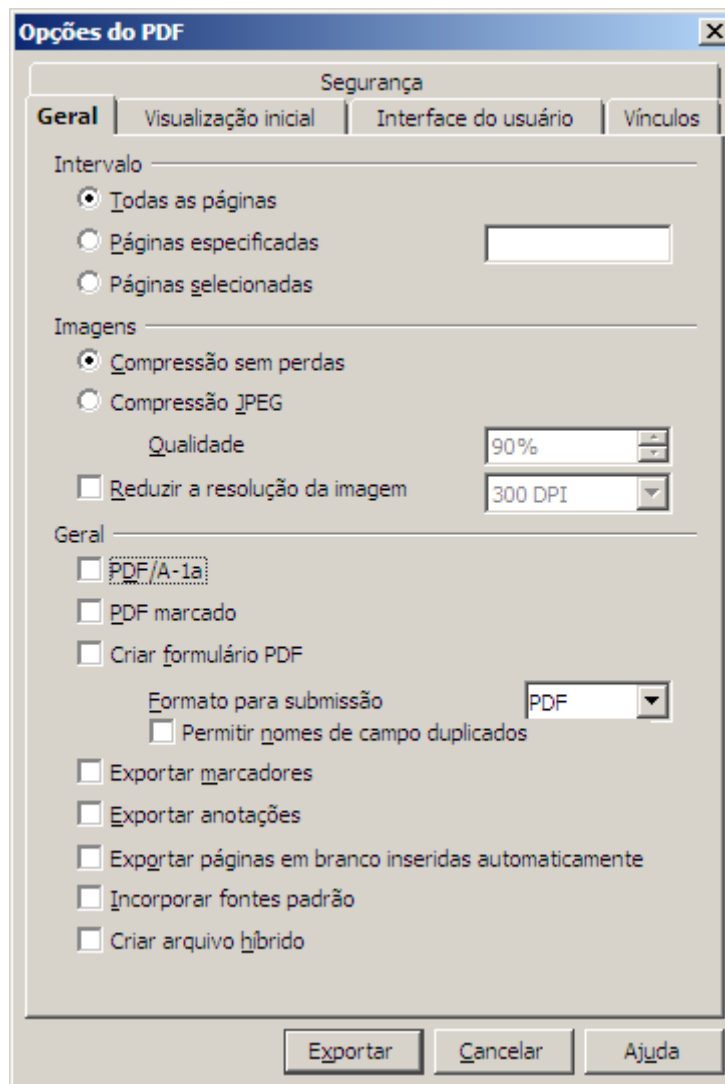 Opções do PDF
Segurança
Geral Visualização inicial Interface do usuário Vínculos
Intervalo
Todas as páginas
Páginas especificadas
Páginas selecionadas
Imagens
Compressão sem perdas
Compressão JPEG
Qualidade 90%
Reduzir a resolução da imagem 300 DPI
Geral
PDF/A-1a
PDF marcado
Criar formulário PDF
Formato para submissão PDF
Permitir nomes de campo duplicados
Exportar marcadores
Exportar anotações
Exportar páginas em branco inseridas automaticamente
Incorporar fontes padrão
Criar arquivo híbrido
Exportar Cancelar Ajuda